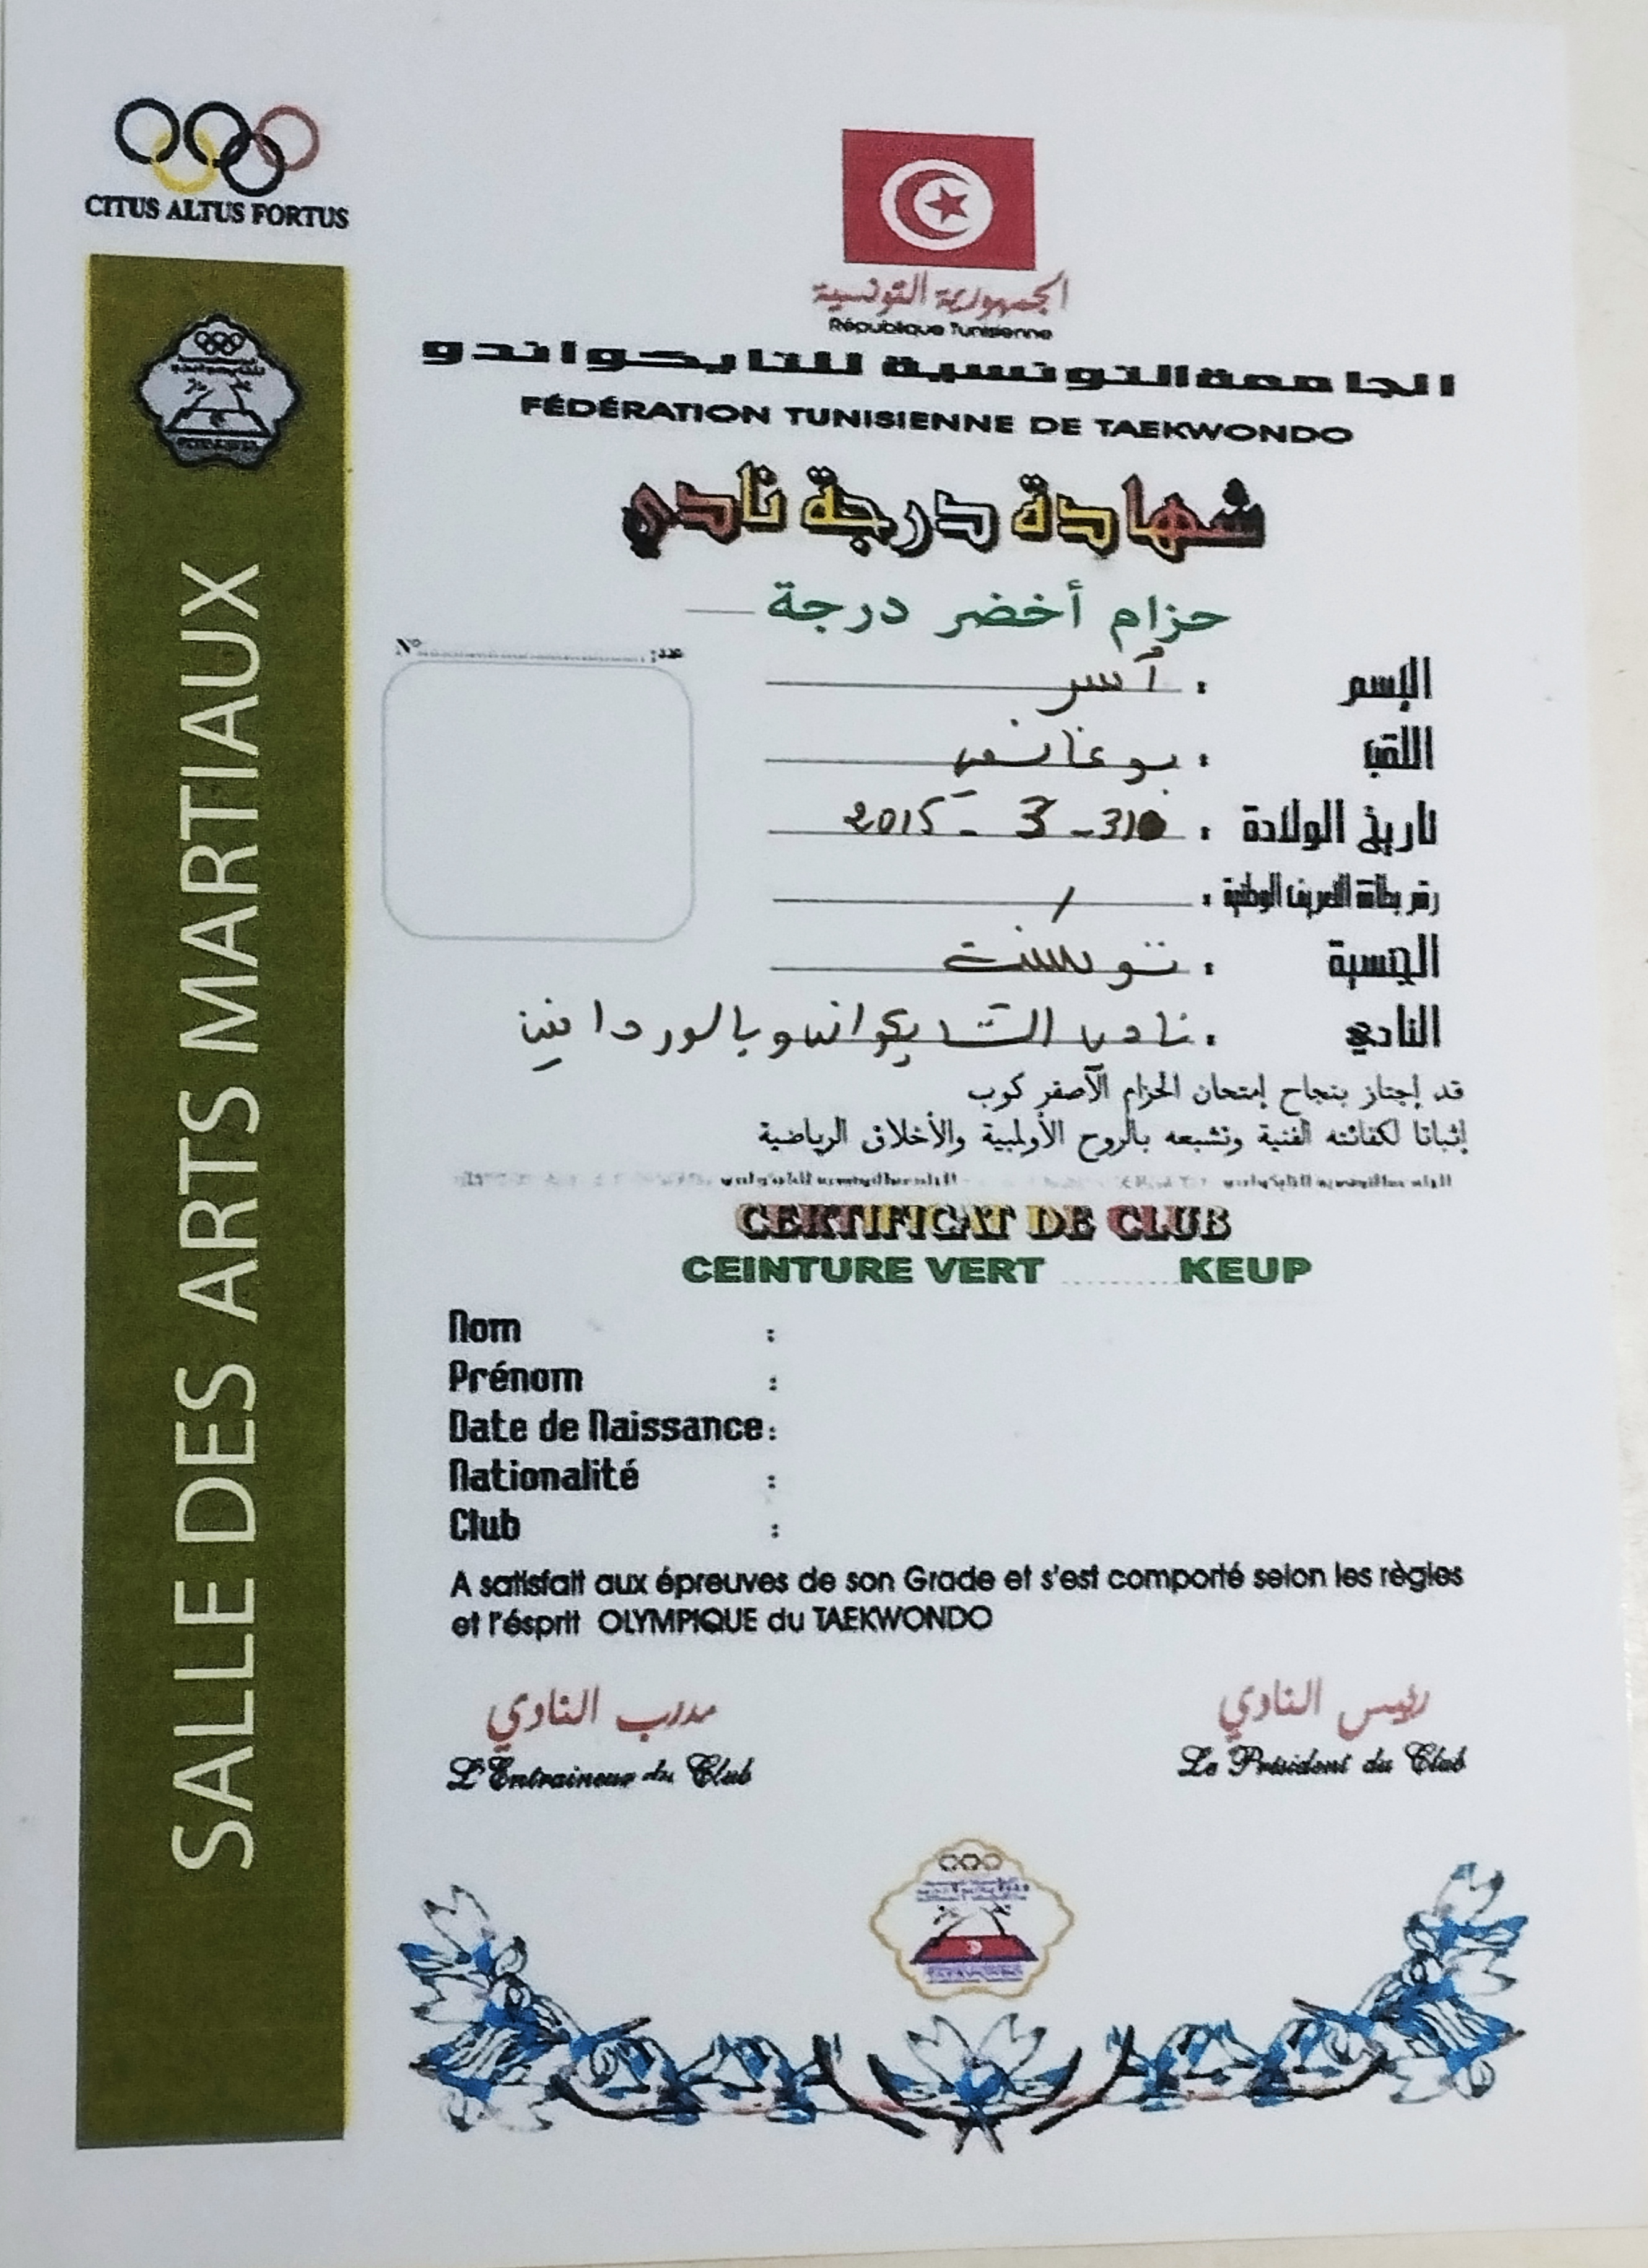 CITUS ALTUS FORTUS
SALLE DES ARTS MARTIAUX
الجمهورية التونسية
République Tunisienne
الجامعة التونسية للتايكواندو
FÉDÉRATION TUNISIENNE DE TAEKWONDO
شهادة درجة نادي
حزام أخضر درجة
N° عدد:
الإسم : آسر
اللقب :
تاريخ الولادة : 31 - 3 - 2015
رقم بطاقة التعريف الوطنية : /
الجنسية : تونسية
النادي : نادي التايكواندو بالوردانين
قد إجتاز بنجاح إمتحان الحزام الأصفر كوب
إثباتا لكفائته الفنية وتشبعه بالروح الأولمبية والأخلاق الرياضية
CERTIFICAT DE CLUB
CEINTURE VERT ........KEUP
Nom :
Prénom :
Date de Naissance :
Nationalité :
Club :
A satisfait aux épreuves de son Grade et s'est comporté selon les règles
et l'ésprit OLYMPIQUE du TAEKWONDO
رئيس النادي
Le Président du Club
مدرب النادي
L'Entraineur du Club